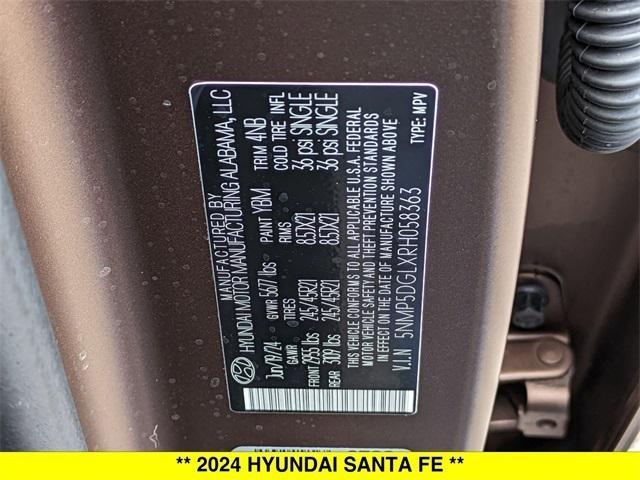 MANUFACTURED BY
HYUNDAI MOTOR MANUFACTURING ALABAMA, LLC
Jun/19/24 GVWR 5677 lbs PAINT YBM TRIM 4NB
GAWR TIRES RIMS COLD TIRE INFL
FRONT 2955 lbs 245/45R21 8.5JX21 36 psi SINGLE
REAR 3019 lbs 245/45R21 8.5JX21 36 psi SINGLE
THIS VEHICLE CONFORMS TO ALL APPLICABLE U.S.A. FEDERAL
MOTOR VEHICLE SAFETY AND THEFT PREVENTION STANDARDS
IN EFFECT ON THE DATE OF MANUFACTURE SHOWN ABOVE
V.I.N 5NMP5DGLXRH058363 TYPE: MPV
** 2024 HYUNDAI SANTA FE **